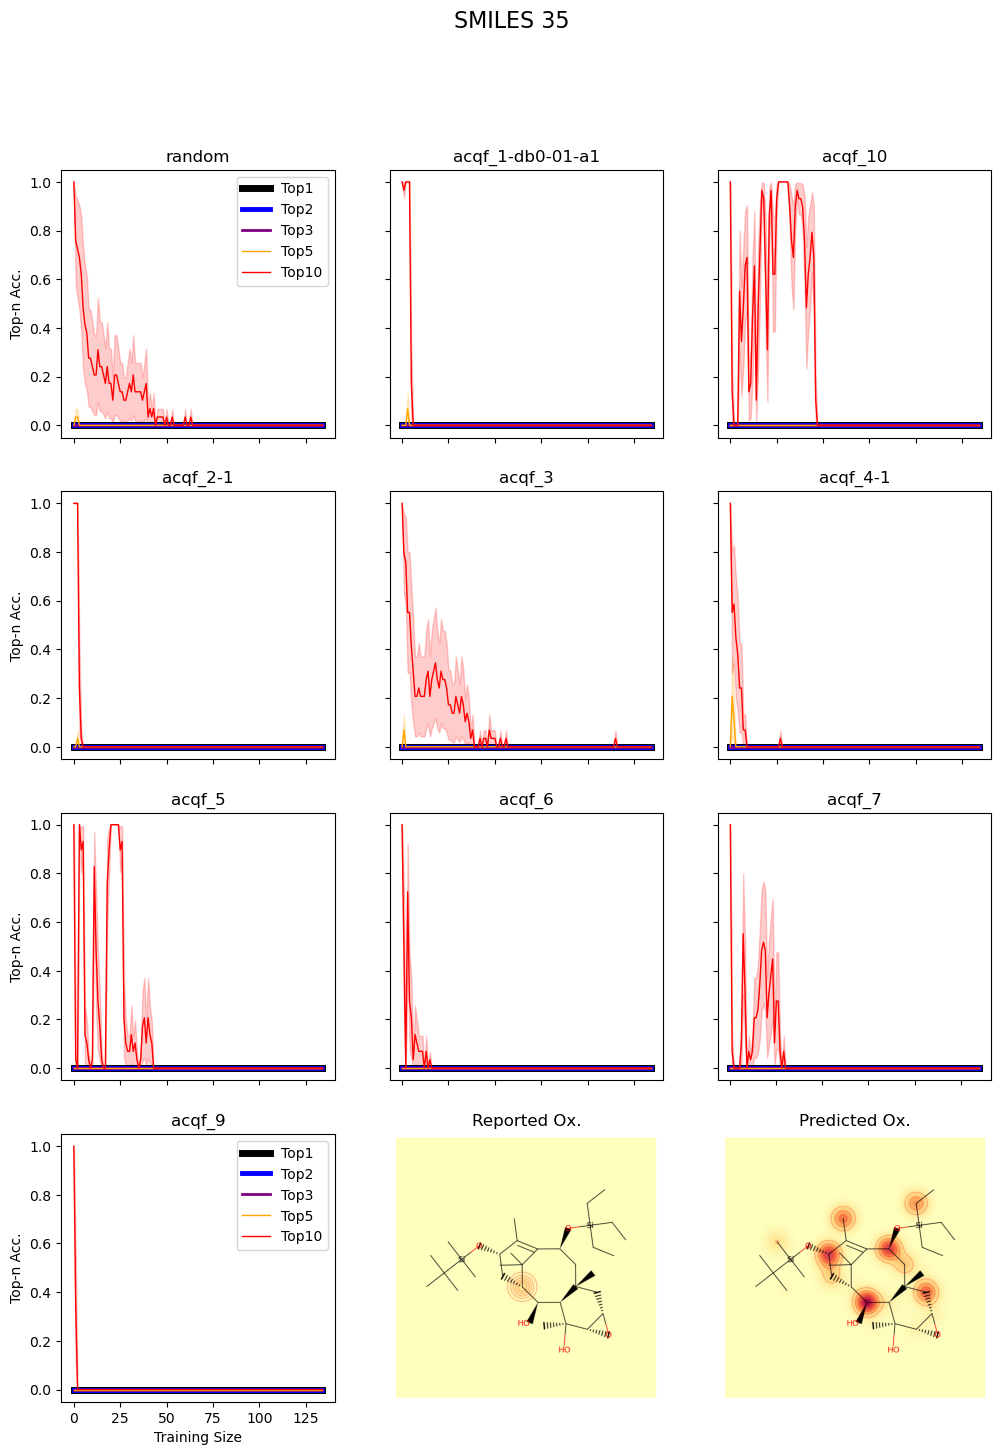 SMILES 35
random
acqf_1-db0-01-a1
acqf_10
1.0
0.8
0.6
0.4
0.2
0.0
Top-n Acc.
Top1
Top2
Top3
Top5
Top10
acqf_2-1
acqf_3
acqf_4-1
1.0
0.8
0.6
0.4
0.2
0.0
Top-n Acc.
acqf_5
acqf_6
acqf_7
1.0
0.8
0.6
0.4
0.2
0.0
Top-n Acc.
acqf_9
Reported Ox.
Predicted Ox.
1.0
0.8
0.6
0.4
0.2
0.0
Top-n Acc.
Top1
Top2
Top3
Top5
Top10
0 25 50 75 100 125
Training Size
O
Si
O
Si
HO
HO
O
O
Si
O
Si
HO
HO
O